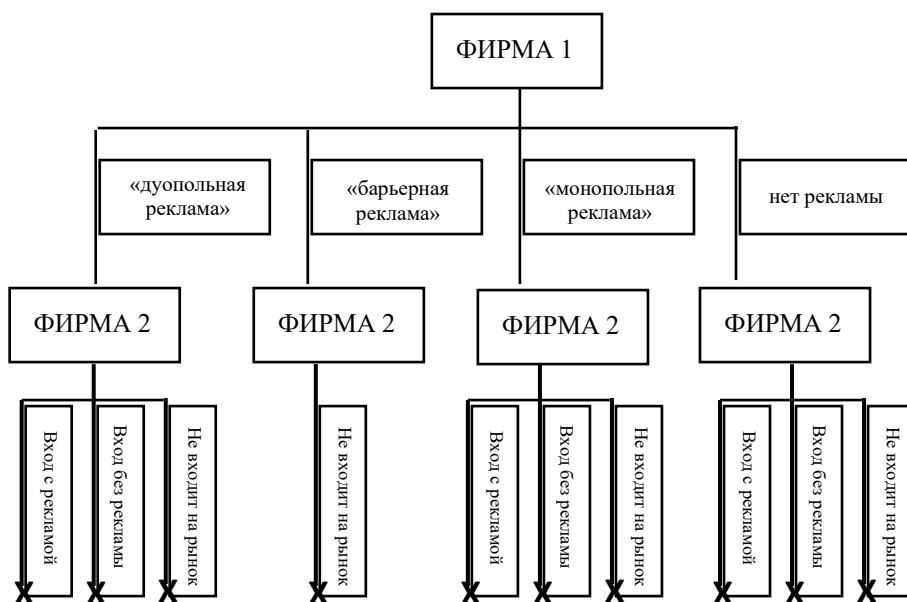 ФИРМА 1
«дуопольная
реклама»
«барьерная
реклама»
«монопольная
реклама»
нет рекламы
ФИРМА 2
ФИРМА 2
ФИРМА 2
ФИРМА 2
Вход с рекламой
Вход без рекламы
Не входит на рынок
Не входит на рынок
Вход с рекламой
Вход без рекламы
Не входит на рынок
Вход с рекламой
Вход без рекламы
Не входит на рынок